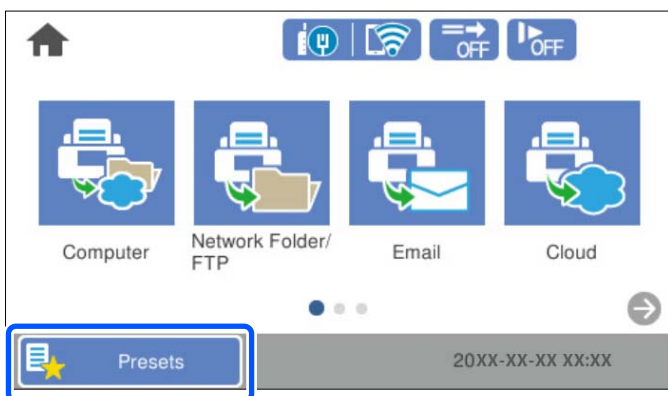 OFF
OFF
Computer
Network Folder/
FTP
Email
Cloud
Presets
20XX-XX-XX XX:XX